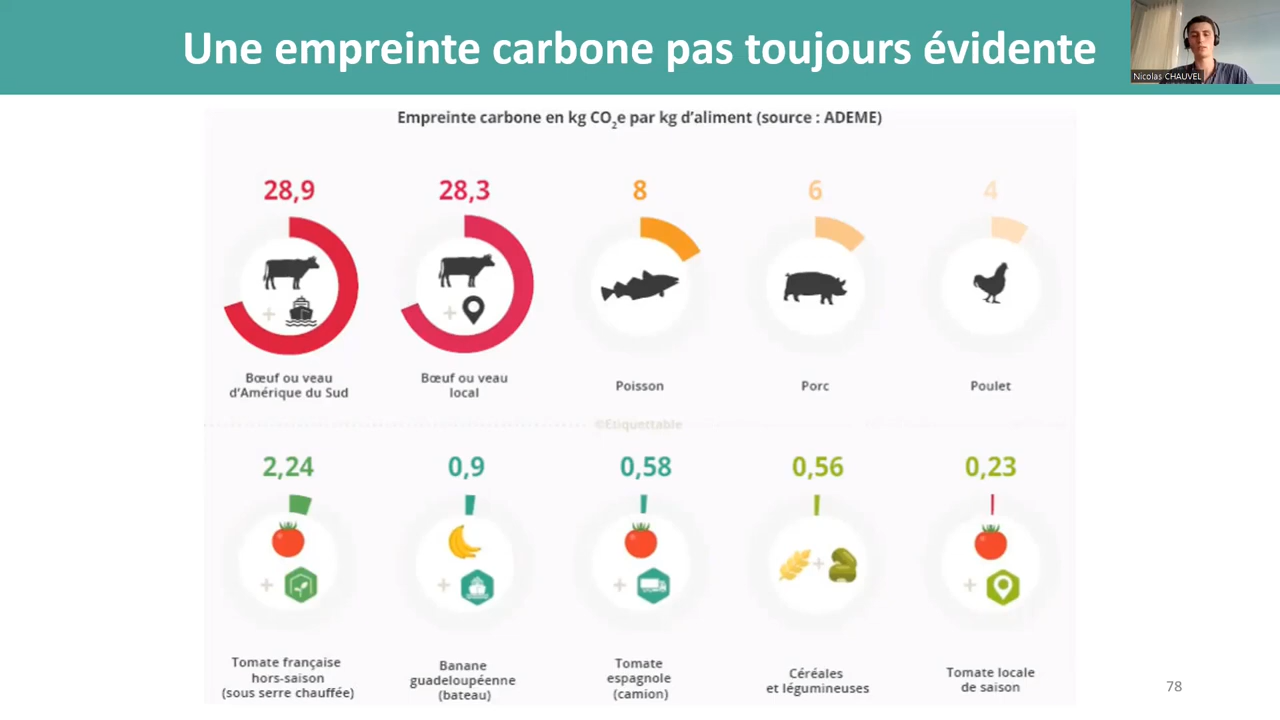 Une empreinte carbone pas toujours évidente
Nicolas CHAUVEL
Empreinte carbone en kg CO₂e par kg d'aliment (source : ADEME)
28,9
28,3
8
6
4
Bœuf ou veau
d'Amérique du Sud
Bœuf ou veau
local
Poisson
Porc
Poulet
©Etiquettable
2,24
0,9
0,58
0,56
0,23
Tomate française
hors-saison
(sous serre chauffée)
Banane
guadeloupéenne
(bateau)
Tomate
espagnole
(camion)
Céréales
et légumineuses
Tomate locale
de saison
78